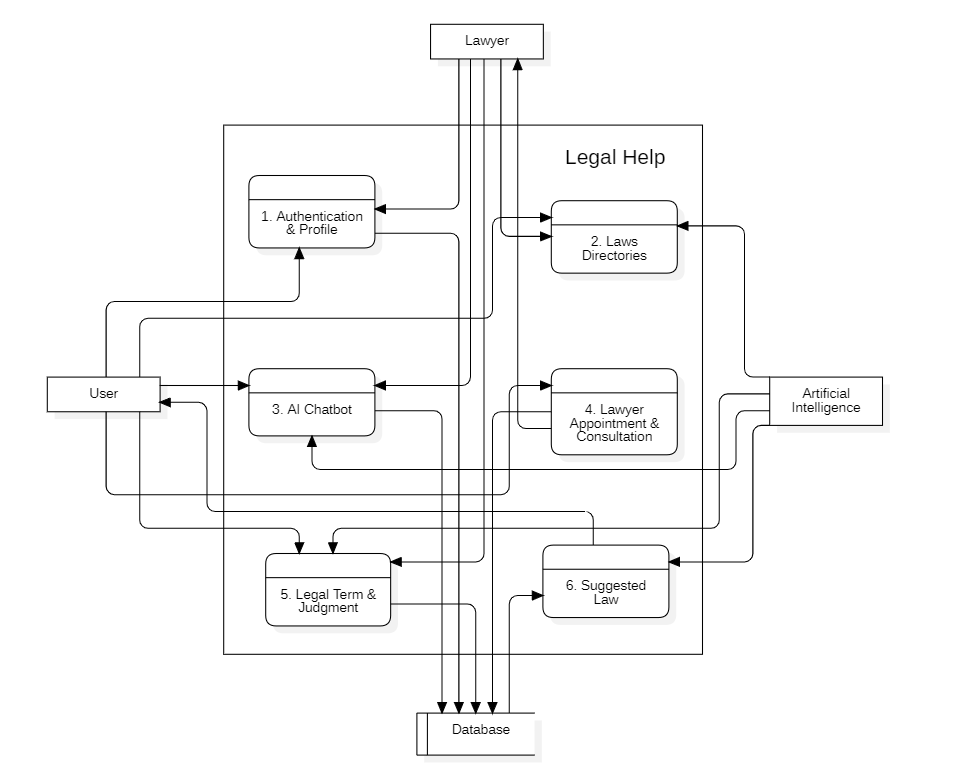 Lawyer
Legal Help
1. Authentication
& Profile
2. Laws
Directories
User
3. AI Chatbot
4. Lawyer
Appointment &
Consultation
Artificial
Intelligence
5. Legal Term &
Judgment
6. Suggested
Law
Database